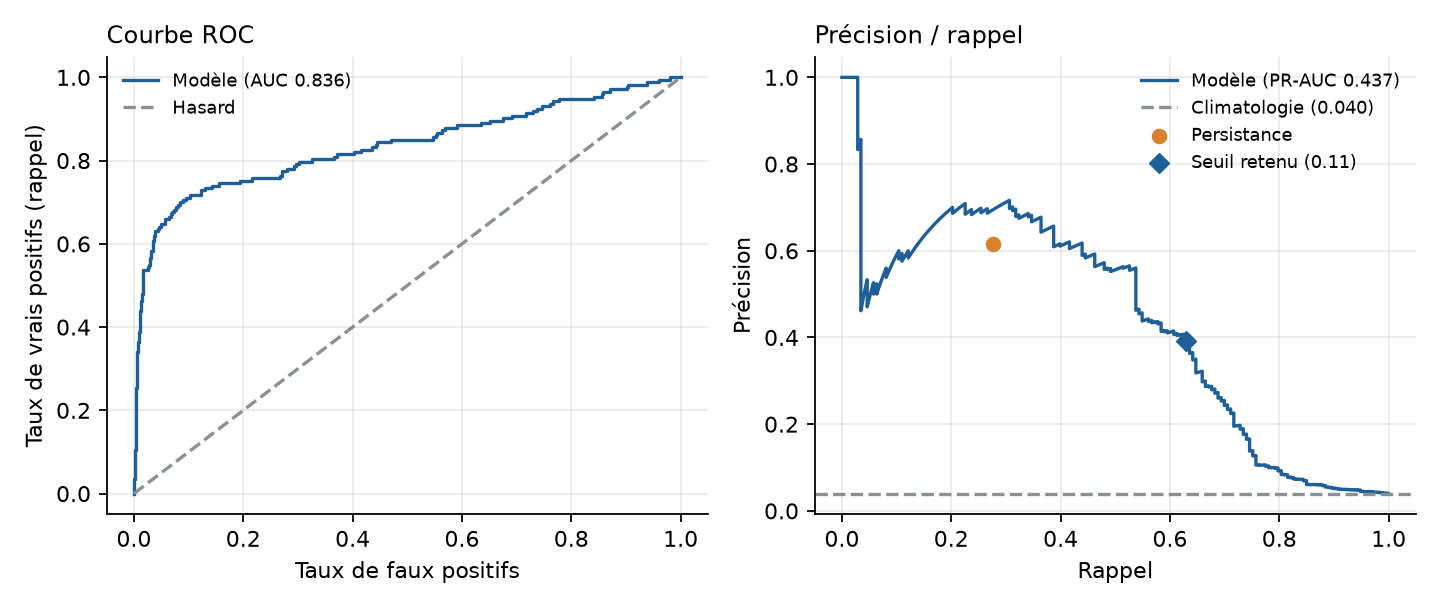 Courbe ROC
1.0
0.8
0.6
0.4
0.2
0.0
Taux de vrais positifs (rappel)
Modèle (AUC 0.836)
Hasard
0.0 0.2 0.4 0.6 0.8 1.0
Taux de faux positifs
Précision / rappel
1.0
0.8
0.6
0.4
0.2
0.0
Précision
Modèle (PR-AUC 0.437)
Climatologie (0.040)
Persistance
Seuil retenu (0.11)
0.0 0.2 0.4 0.6 0.8 1.0
Rappel